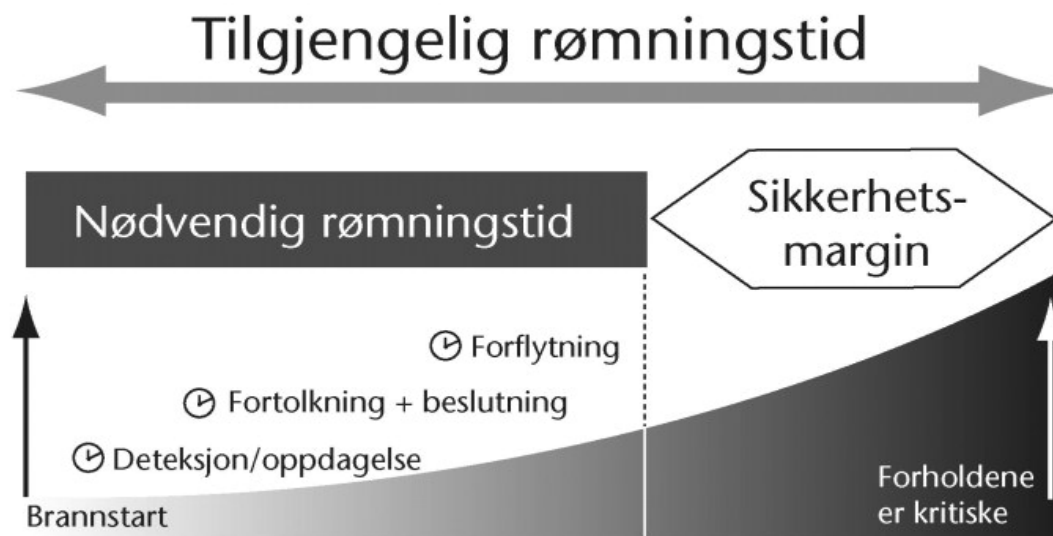 Tilgjengelig rømningstid
Nødvendig rømningstid
Sikkerhets-
margin
Forflytning
Fortolkning + beslutning
Deteksjon/oppdagelse
Brannstart
Forholdene
er kritiske